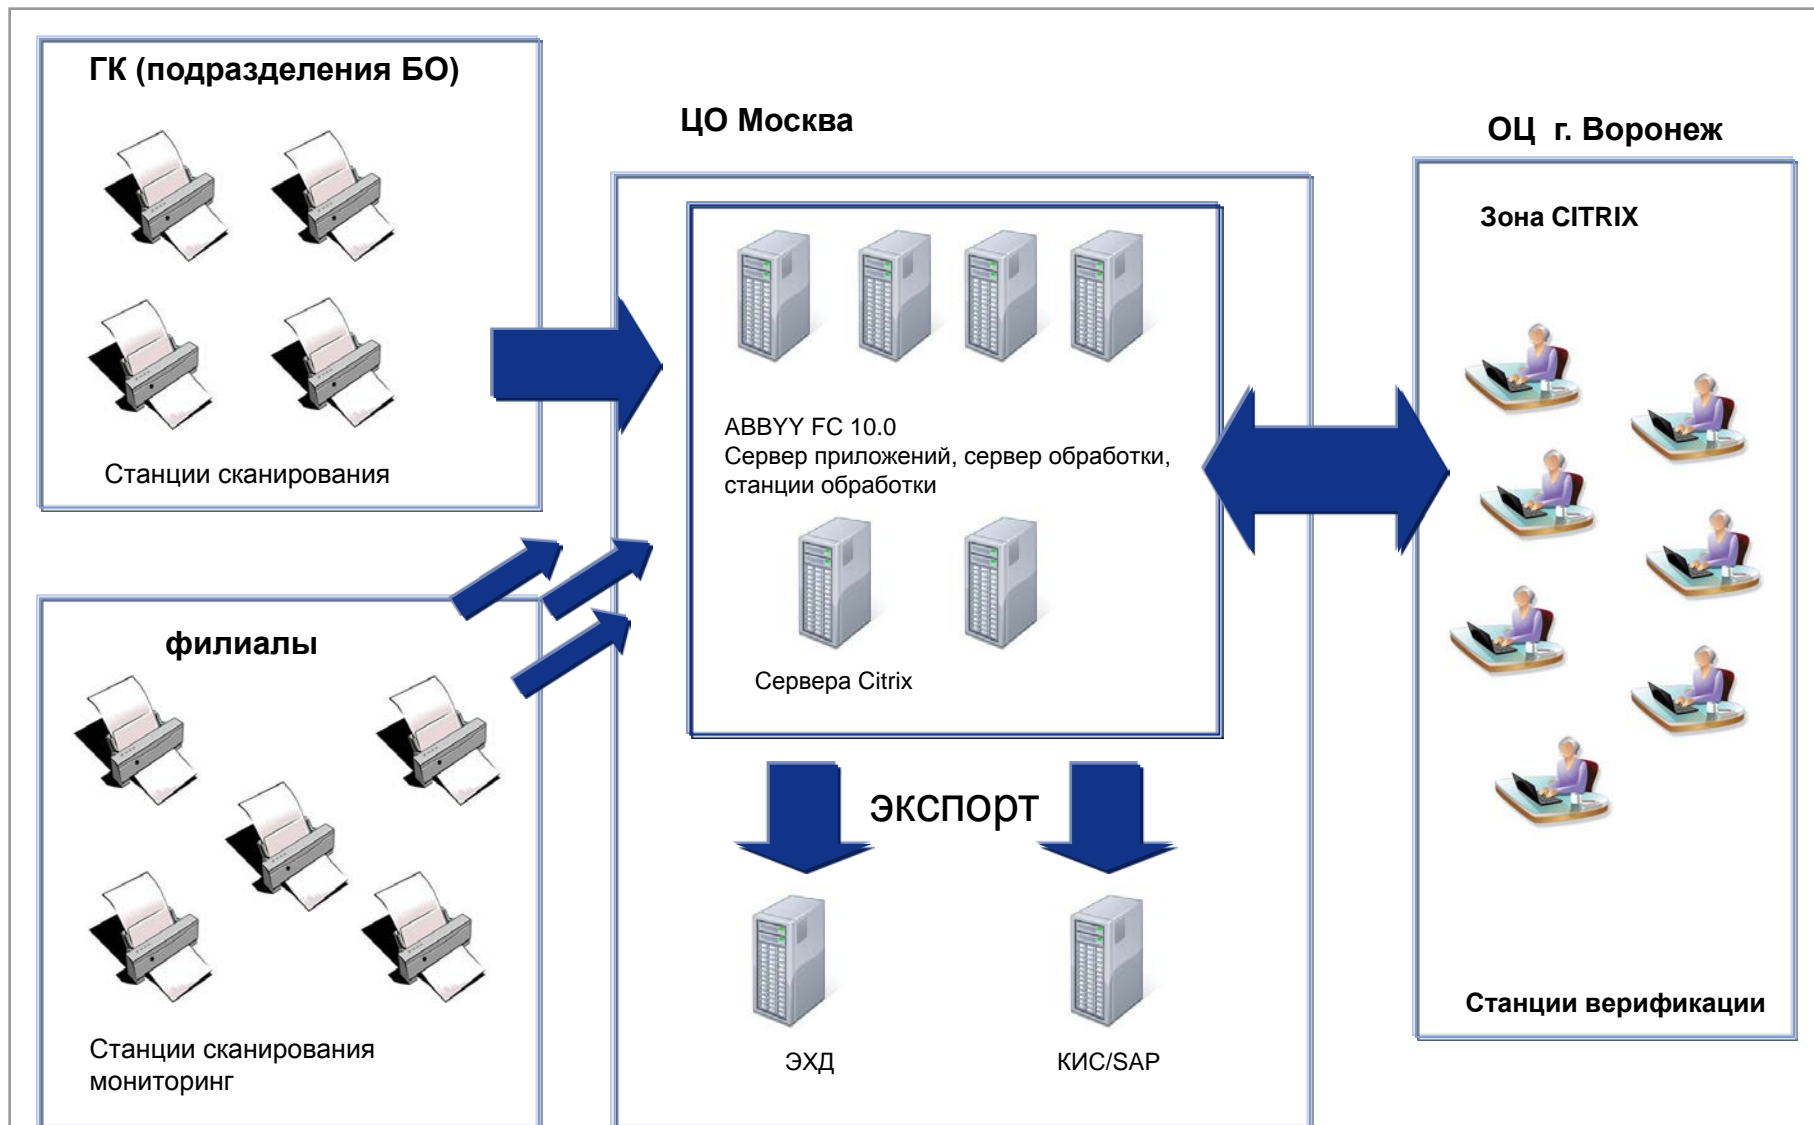 ГК (подразделения БО)
Станции сканирования
филиалы
Станции сканирования
мониторинг
ЦО Москва
ABBYY FC 10.0
Сервер приложений, сервер обработки,
станции обработки
Сервера Citrix
экспорт
ЭХД
КИС/SAP
ОЦ г. Воронеж
Зона CITRIX
Станции верификации